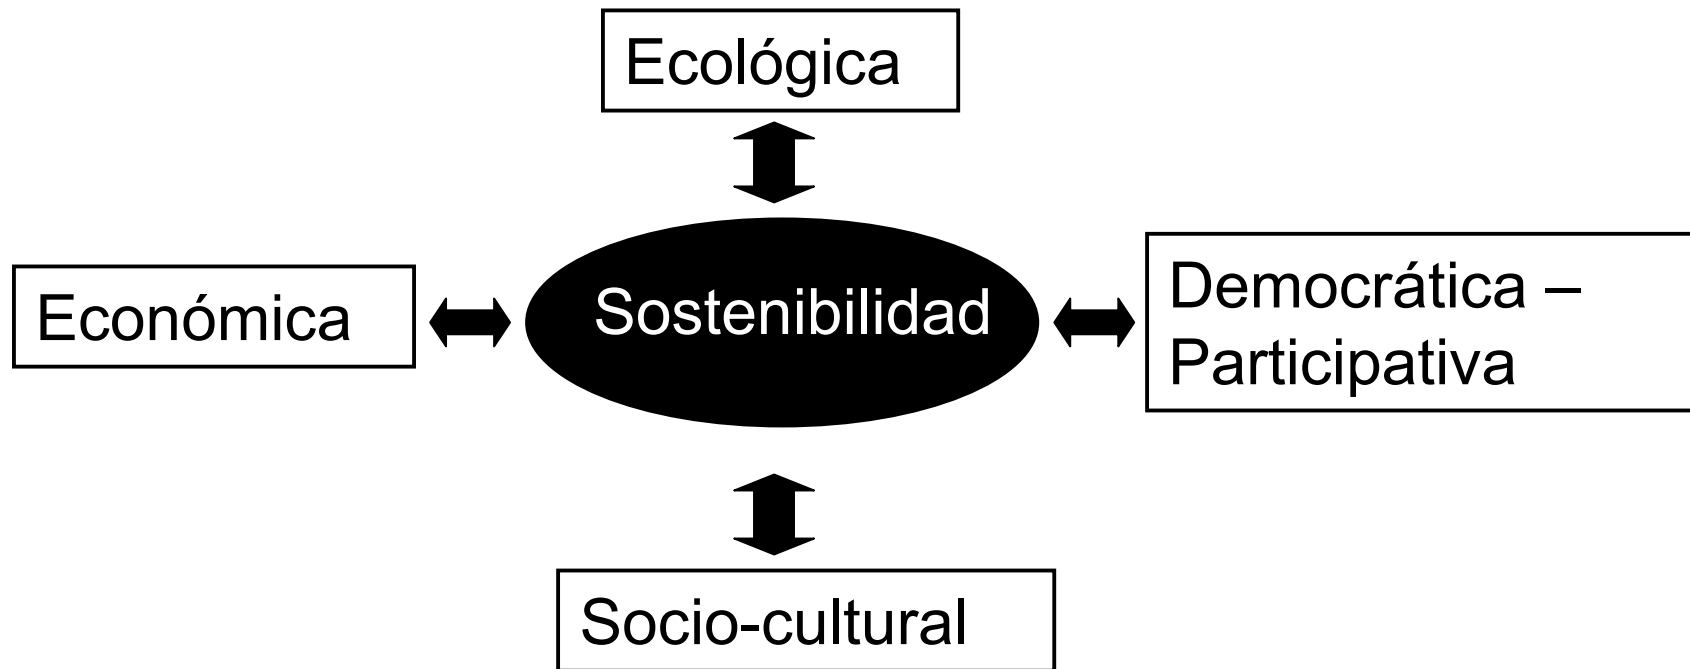 Ecológica
Económica
Sostenibilidad
Democrática –
Participativa
Socio-cultural